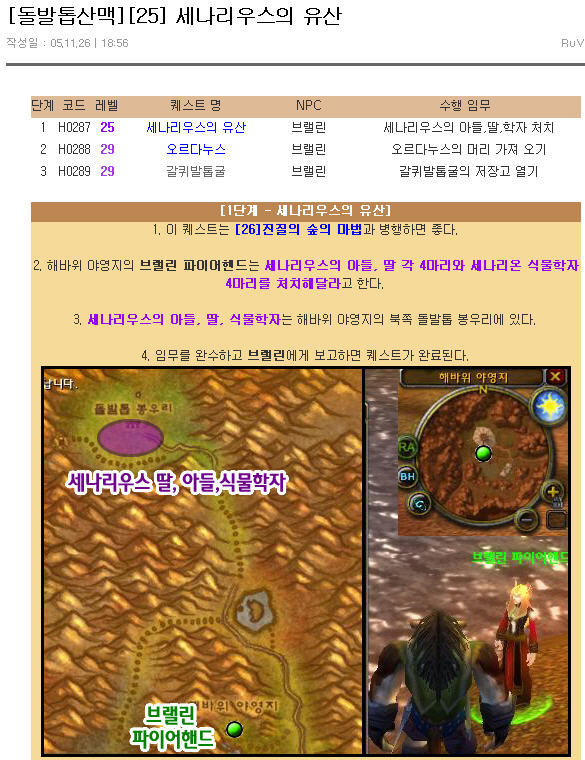 [돌발톱산맥][25] 세나리우스의 유산
작성일 : 05,11,26 | 18:56 RuV
단계 코드 레벨 퀘스트 명 NPC 수행 임무
1 H0287 25 세나리우스의 유산 브랠린 세나리우스의 아들,딸,학자 처치
2 H0288 29 오르다누스 브랠린 오르다누스의 머리 가져 오기
3 H0289 29 갈퀴발톱굴 브랠린 갈퀴발톱굴의 저장고 열기
[1단계 - 세나리우스의 유산]
1. 이 퀘스트는 [26]진질의 숲의 마법과 병행하면 좋다.
2. 해바위 야영지의 브랠린 파이어핸드는 세나리우스의 아들, 딸 각 4마리와 세나리온 식물학자
4마리를 처치해달라고 한다.
3. 세나리우스의 아들, 딸, 식물학자는 해바위 야영지의 북쪽 돌발톱 봉우리에 있다.
4. 임무를 완수하고 브랠린에게 보고하면 퀘스트가 완료된다.
납니다.
돌발톱 봉우리
세나리우스 딸, 아들,식물학자
해바위 야영지
브랠린
파이어핸드
해바위 야영지
N
RA
BH
브랠린 파이어핸드